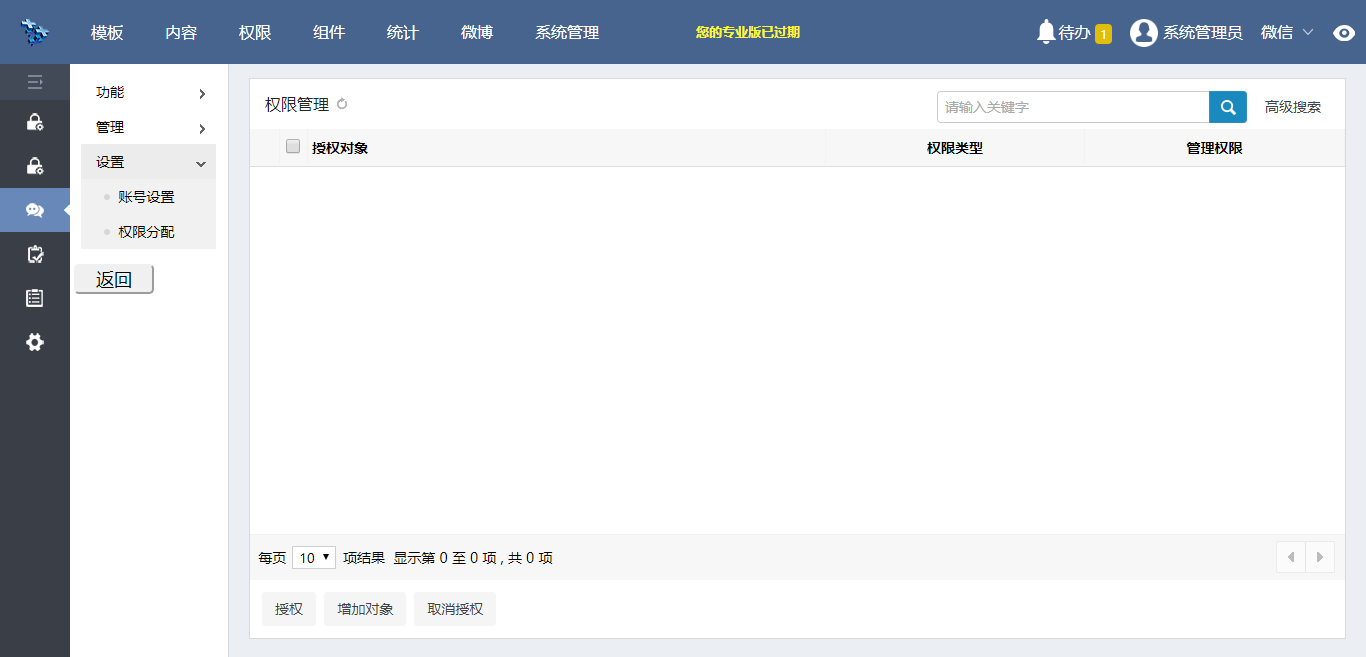 模板 内容 权限 组件 统计 微博 系统管理 您的专业版已过期 待办 1 系统管理员 微信
功能
管理
设置
账号设置
权限分配
返回
权限管理 请输入关键字 高级搜索
授权对象 权限类型 管理权限
每页 10 项结果 显示第 0 至 0 项 , 共 0 项
授权 增加对象 取消授权